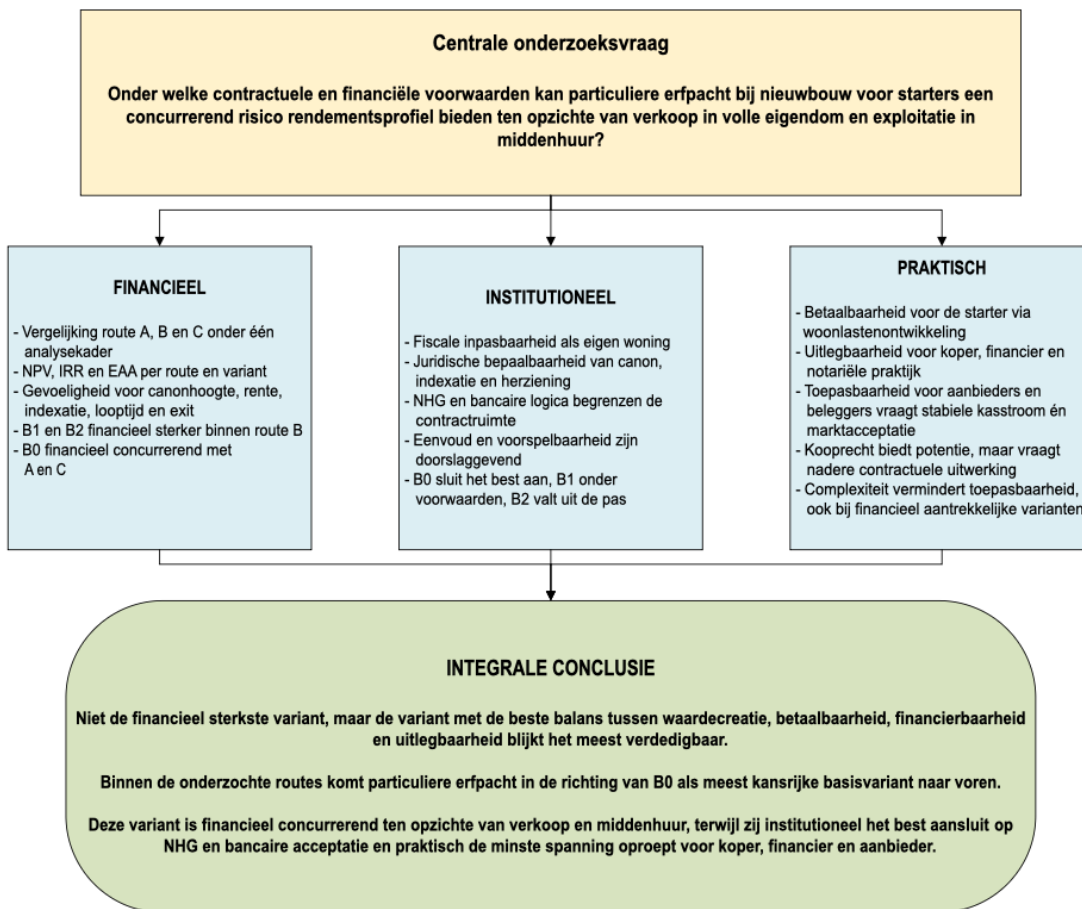 Centrale onderzoeksvraag
Onder welke contractuele en financiële voorwaarden kan particuliere erfpacht bij nieuwbouw voor starters een
concurrerend risico rendementsprofiel bieden ten opzichte van verkoop in volle eigendom en exploitatie in
middenhuur?
FINANCIEEL
- Vergelijking route A, B en C onder één
analysekader
- NPV, IRR en EAA per route en variant
- Gevoeligheid voor canonhoogte, rente,
indexatie, looptijd en exit
- B1 en B2 financieel sterker binnen route B
- B0 financieel concurrerend met
A en C
INSTITUTIONEEL
- Fiscale inpasbaarheid als eigen woning
- Juridische bepaalbaarheid van canon,
indexatie en herziening
- NHG en bancaire logica begrenzen de
contractruimte
- Eenvoud en voorspelbaarheid zijn
doorslaggevend
- B0 sluit het best aan, B1 onder
voorwaarden, B2 valt uit de pas
PRAKTISCH
- Betaalbaarheid voor de starter via
woonlastenontwikkeling
- Uitlegbaarheid voor koper, financier en
notariële praktijk
- Toepasbaarheid voor aanbieders en
beleggers vraagt stabiele kasstroom én
marktacceptatie
- Kooprecht biedt potentie, maar vraagt
nadere contractuele uitwerking
- Complexiteit vermindert toepasbaarheid,
ook bij financieel aantrekkelijke varianten
INTEGRALE CONCLUSIE
Niet de financieel sterkste variant, maar de variant met de beste balans tussen waardecreatie, betaalbaarheid, financierbaarheid
en uitlegbaarheid blijkt het meest verdedigbaar.
Binnen de onderzochte routes komt particuliere erfpacht in de richting van B0 als meest kansrijke basisvariant naar voren.
Deze variant is financieel concurrerend ten opzichte van verkoop en middenhuur, terwijl zij institutioneel het best aansluit op
NHG en bancaire acceptatie en praktisch de minste spanning oproept voor koper, financier en aanbieder.